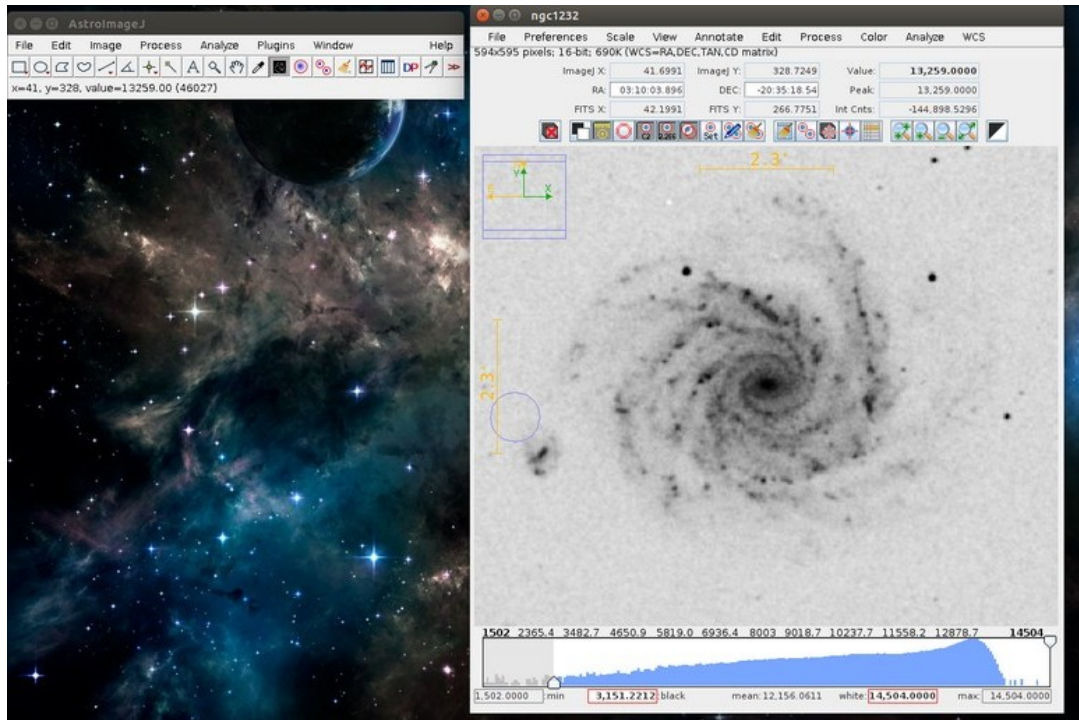 AstroImageJ
File Edit Image Process Analyze Plugins Window Help
A DP >>
x=41, y=328, value=13259.00 (46027)
ngc1232
File Preferences Scale View Annotate Edit Process Color Analyze WCS
594x595 pixels; 16-bit; 690K (WCS=RA,DEC,TAN,CD matrix)
ImageJ X: 41.6991 ImageJ Y: 328.7249 Value: 13,259.0000
RA: 03:10:03.896 DEC: -20:35:18.54 Peak: 13,259.0000
FITS X: 42.1991 FITS Y: 266.7751 Int Cnts: -144,898.5296
Set
2.3'
Y
X
2.3'
1502 2365.4 3482.7 4650.9 5819.0 6936.4 8003 9018.7 10237.7 11558.2 12878.7 14504
1,502.0000 :min 3,151.2212 :black mean:12,156.0611 white: 14,504.0000 max: 14,504.0000